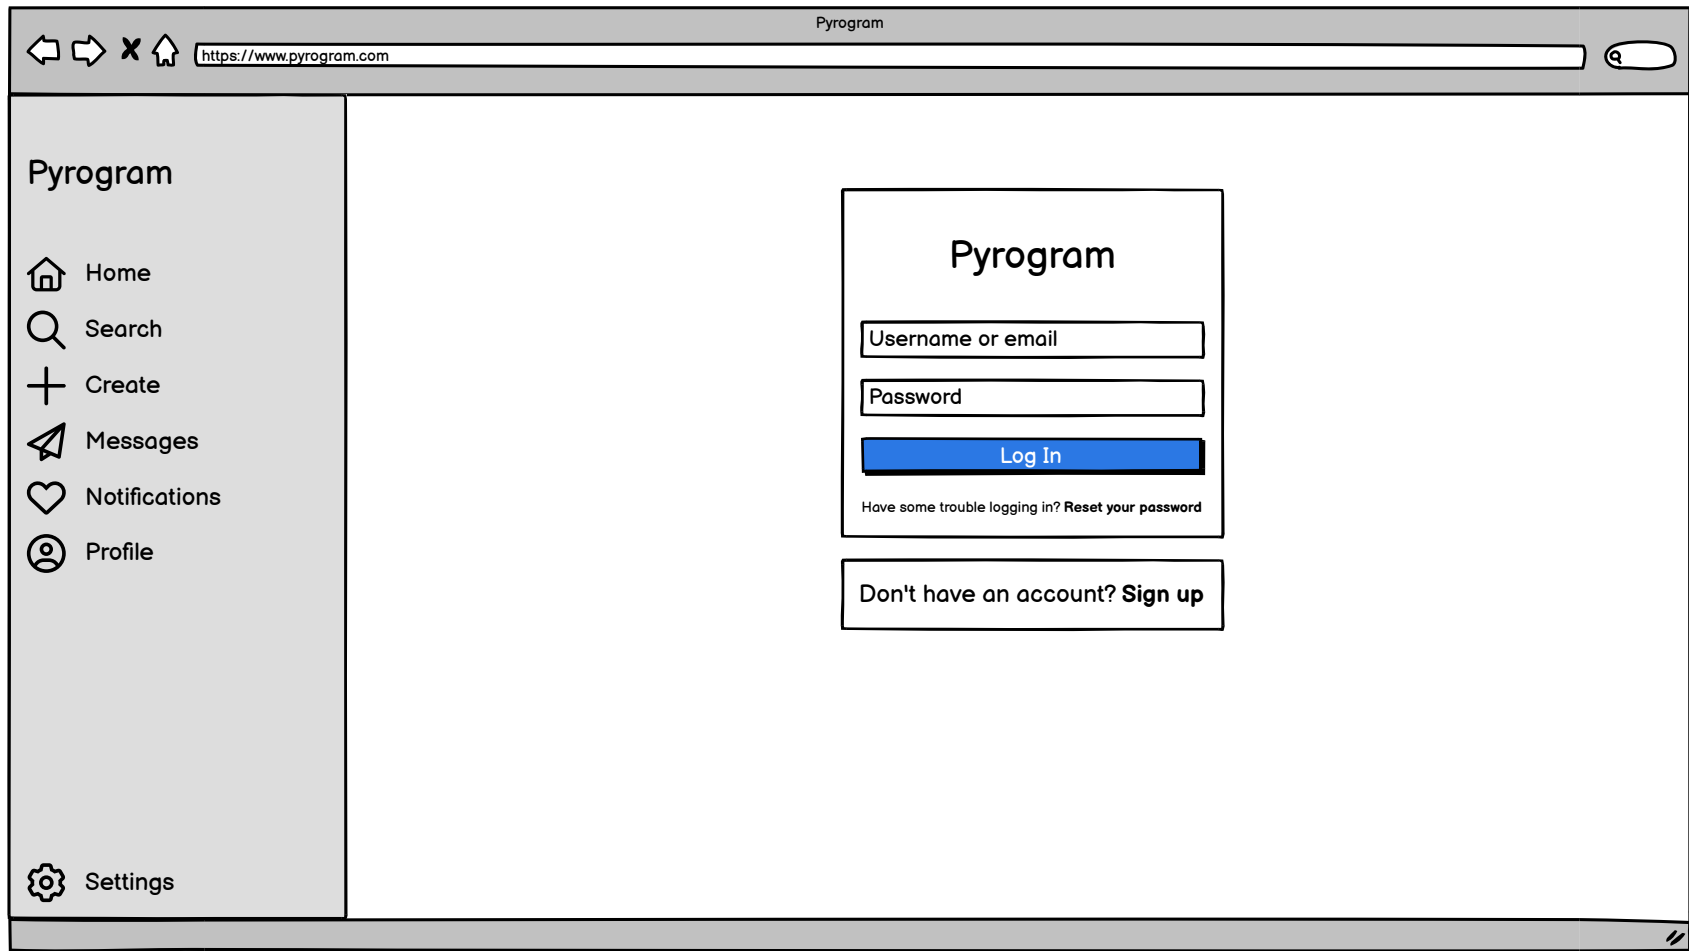 Pyrogram
https://www.pyrogram.com
Pyrogram
Home
Search
Create
Messages
Notifications
Profile
Settings
Pyrogram
Username or email
Password
Log In
Have some trouble logging in? Reset your password
Don't have an account? Sign up